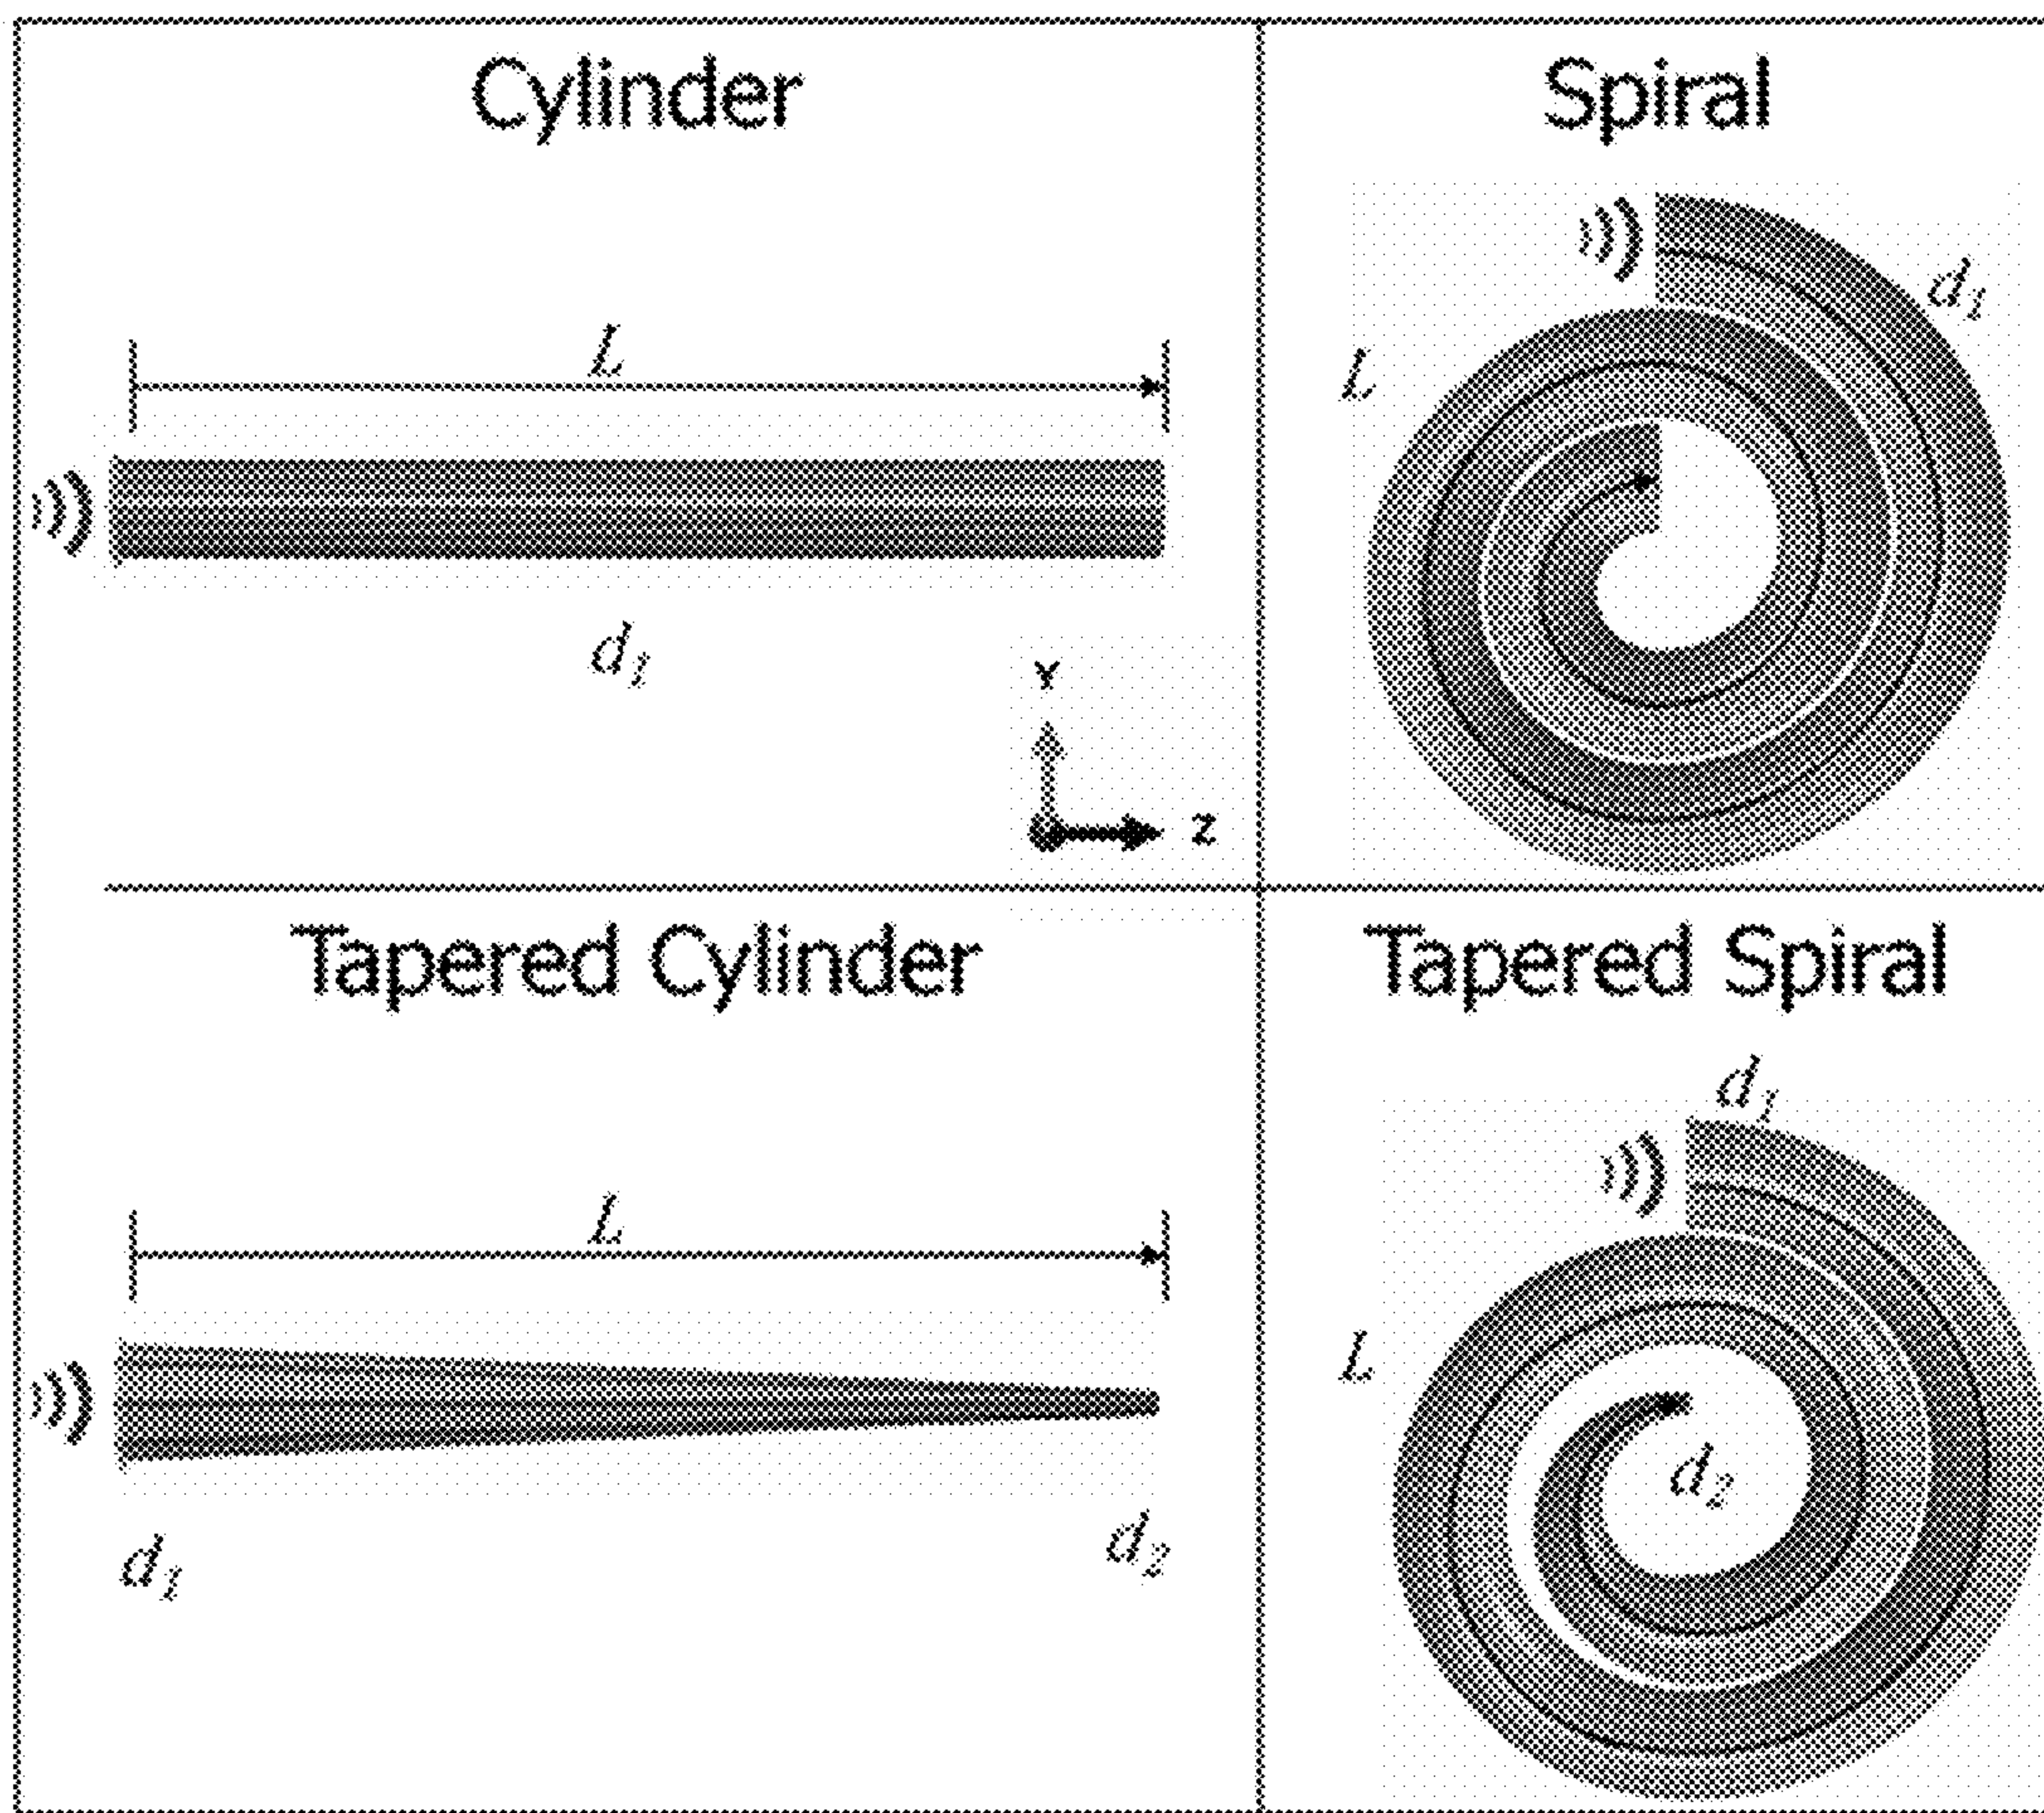 Cylinder
L
d₁
Y
Z
Spiral
d₁
L
Tapered Cylinder
L
d₁
d₂
Tapered Spiral
d₁
L
d₂